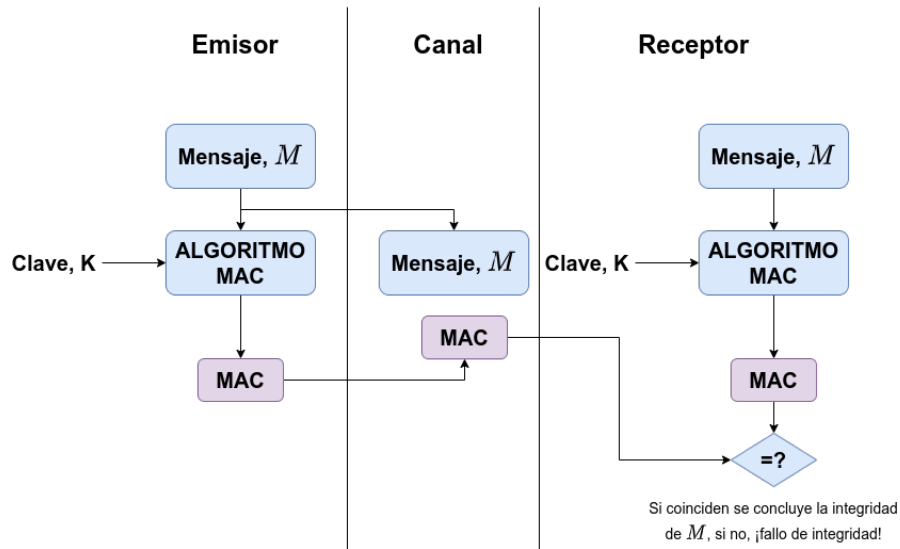 Emisor
Canal
Receptor
Mensaje, M
Mensaje, M
ALGORITMO
MAC
Clave, K
Mensaje, M
Clave, K
ALGORITMO
MAC
MAC
MAC
MAC
=?
Si coinciden se concluye la integridad
de M, si no, ¡fallo de integridad!